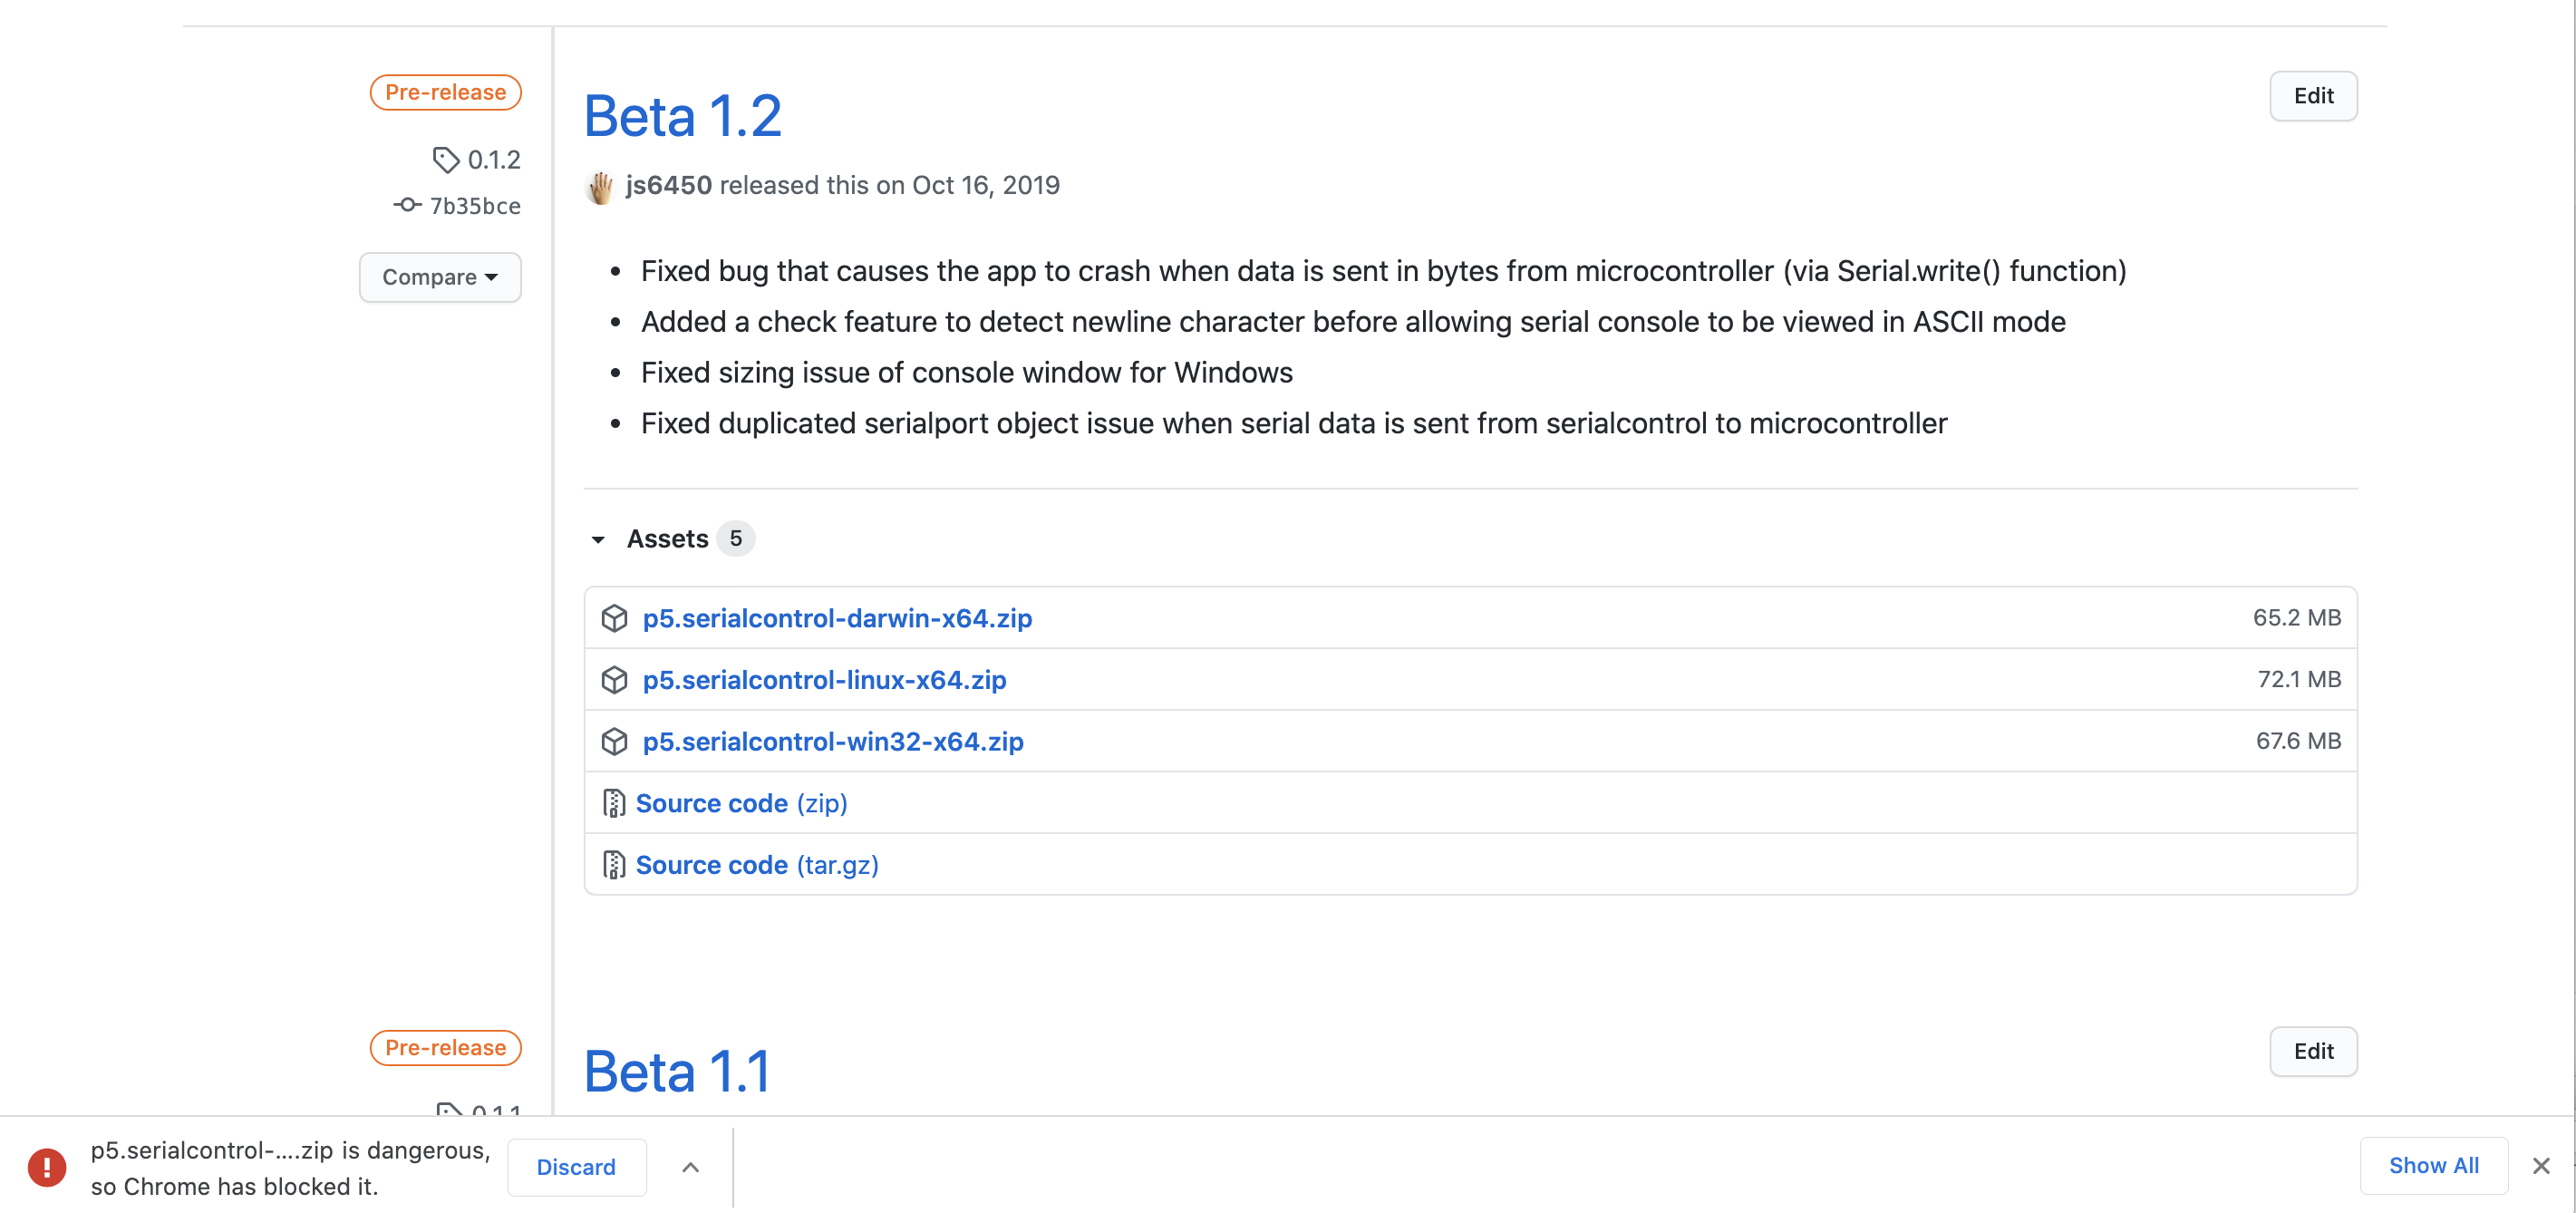 Pre-release
Beta 1.2
Edit
0.1.2
js6450 released this on Oct 16, 2019
7b35bce
Compare
Fixed bug that causes the app to crash when data is sent in bytes from microcontroller (via Serial.write() function)
Added a check feature to detect newline character before allowing serial console to be viewed in ASCII mode
Fixed sizing issue of console window for Windows
Fixed duplicated serialport object issue when serial data is sent from serialcontrol to microcontroller
Assets 5
p5.serialcontrol-darwin-x64.zip 65.2 MB
p5.serialcontrol-linux-x64.zip 72.1 MB
p5.serialcontrol-win32-x64.zip 67.6 MB
Source code (zip)
Source code (tar.gz)
Pre-release
Beta 1.1
Edit
0.1.1
p5.serialcontrol-....zip is dangerous,
so Chrome has blocked it.
Discard
Show All